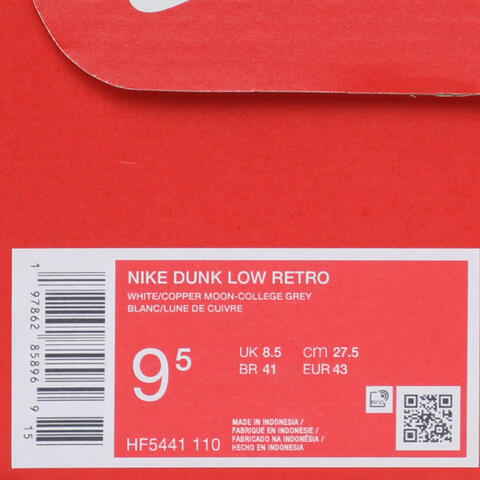 NIKE DUNK LOW RETRO
WHITE/COPPER MOON-COLLEGE GREY
BLANC/LUNE DE CUIVRE
9 5
UK 8.5 cm 27.5
BR 41 EUR 43
HF5441 110
MADE IN INDONESIA /
FABRIQUE EN INDONESIE /
FABRICADO NA INDONÉSIA /
HECHO EN INDONESIA
1 97862 85896 9 15